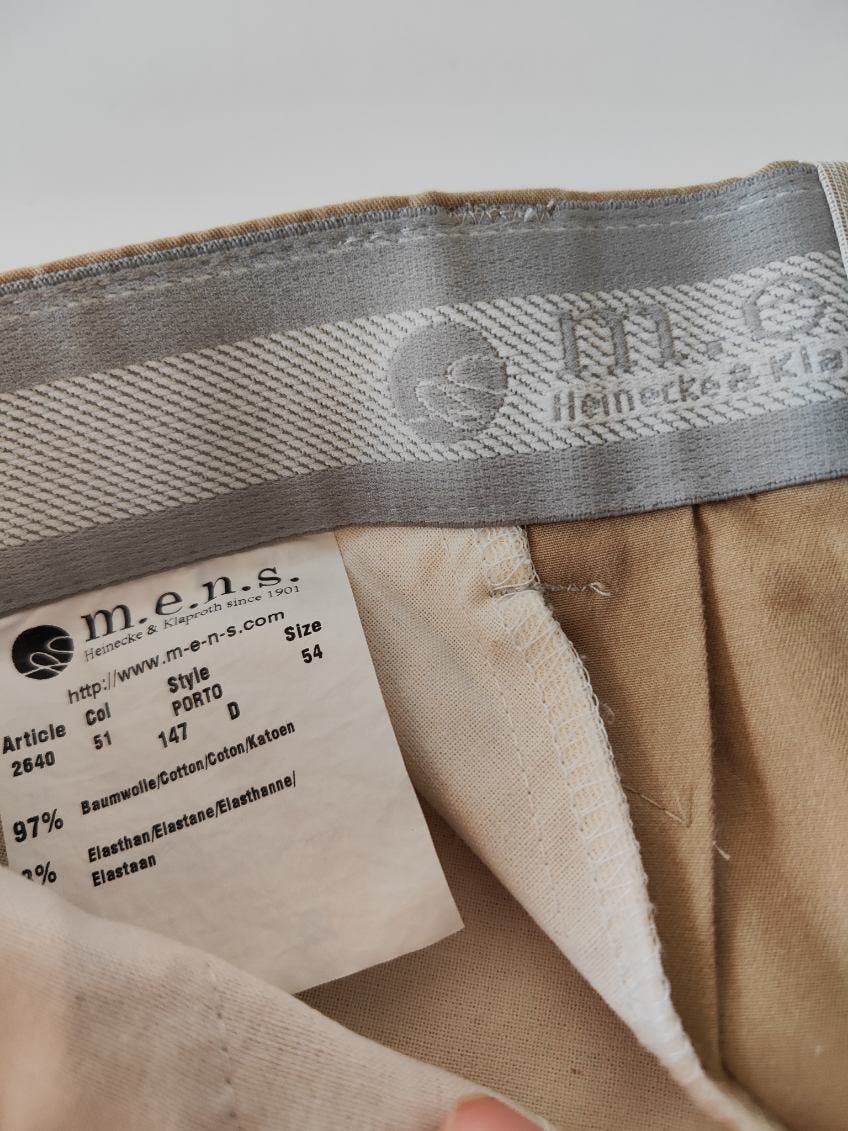 m.e
Heinecke & Kla
m.e.n.s.
Heinecke & Klaproth since 1901
http://www.m-e-n-s.com
Article Col Style Size
2640 51 PORTO 54
147 D
97% Baumwolle/Cotton/Coton/Katoen
% Elasthan/Elastane/Elasthanne/
Elastaan